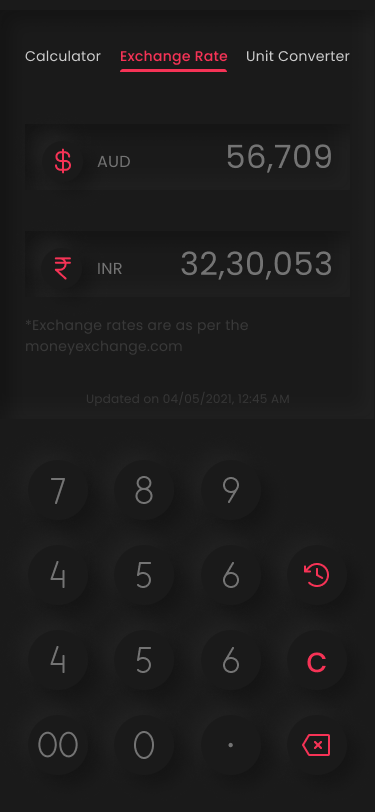 Calculator Exchange Rate Unit Converter
$ AUD 56,709
₹ INR 32,30,053
*Exchange rates are as per the
moneyexchange.com
Updated on 04/05/2021, 12:45 AM
7 8 9
4 5 6
4 5 6 C
00 0 .